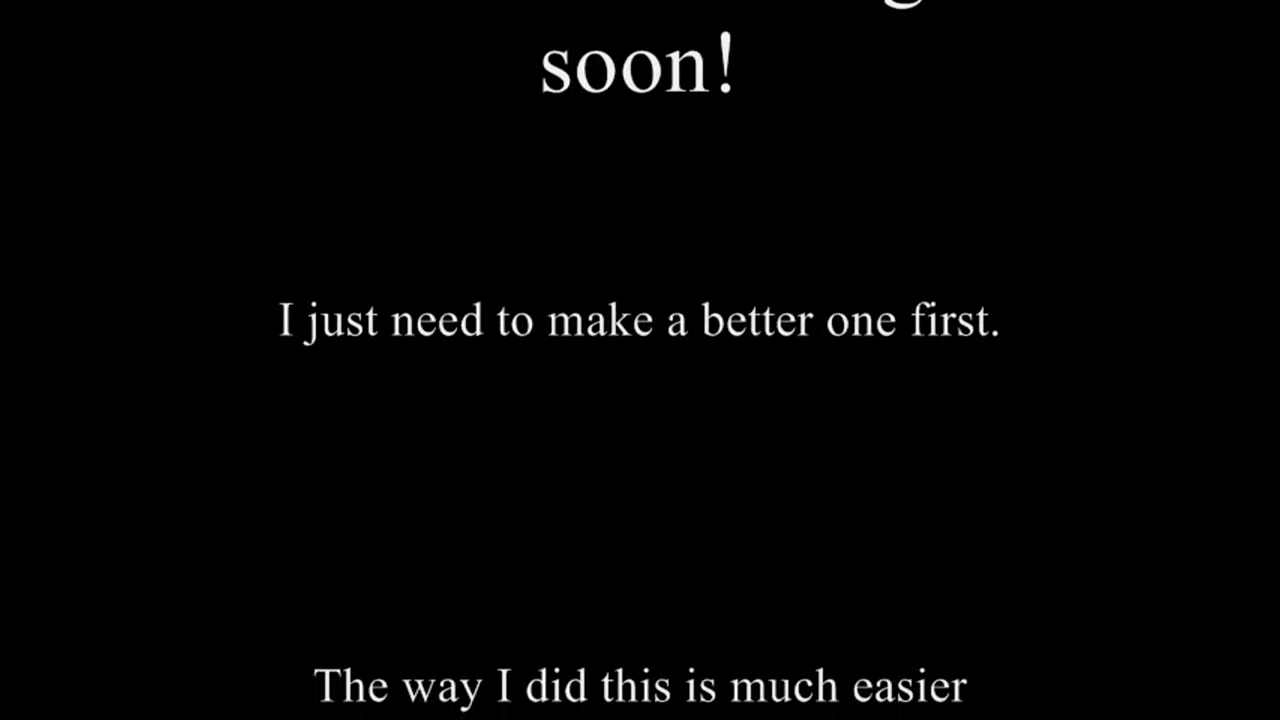 soon!
I just need to make a better one first.
The way I did this is much easier